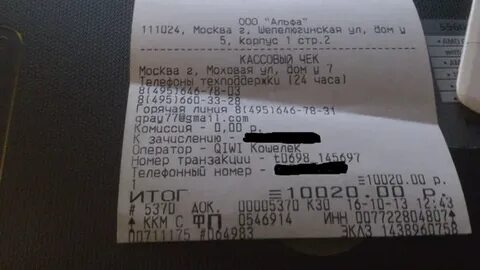 ООО "Альфа"
111024, Москва г, Шепелюгинская ул, дом
5, корпус 1 стр.2
КАССОВЫЙ ЧЕК
Москва г, Моховая ул, дом 7
Телефоны техподдержки (24 часа)
8(495)646-78-03
8(495)660-33-28
Горячая линия 8(495)646-78-31
qpay77@gmail.com
Комиссия - 0,00 р.
К зачислению -
Оператор - QIWI Кошелек
Номер транзакции - t0698 145697
Телефонный номер -
1 ≡10020.00 р.
ИТОГ ≡10020.00 р.
# 5370 ДОК. 00005370 К30 16-10-13 12:43
ККМ С ФП 0546914 ИНН 007722804807
00711175 #064983 ЭКЛЗ 1438960758